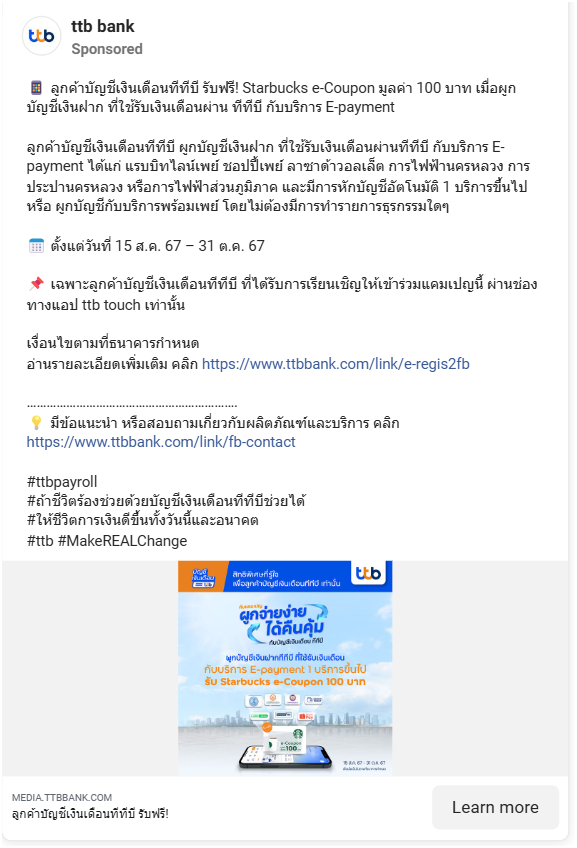 ttb bank
Sponsored
📱 ลูกค้าบัญชีเงินเดือนทีทีบี รับฟรี! Starbucks e-Coupon มูลค่า 100 บาท เมื่อผูก
บัญชีเงินฝาก ที่ใช้รับเงินเดือนผ่าน ทีทีบี กับบริการ E-payment
ลูกค้าบัญชีเงินเดือนทีทีบี ผูกบัญชีเงินฝาก ที่ใช้รับเงินเดือนผ่านทีทีบี กับบริการ E-
payment ได้แก่ แรบบิทไลน์เพย์ ชอปปี้เพย์ ลาซาด้าวอลเล็ต การไฟฟ้านครหลวง การ
ประปานครหลวง หรือการไฟฟ้าส่วนภูมิภาค และมีการหักบัญชีอัตโนมัติ 1 บริการขึ้นไป
หรือ ผูกบัญชีกับบริการพร้อมเพย์ โดยไม่ต้องมีการทำรายการธุรกรรมใดๆ
📅 ตั้งแต่วันที่ 15 ส.ค. 67 – 31 ต.ค. 67
📌 เฉพาะลูกค้าบัญชีเงินเดือนทีทีบี ที่ได้รับการเรียนเชิญให้เข้าร่วมแคมเปญนี้ ผ่านช่อง
ทางแอป ttb touch เท่านั้น
เงื่อนไขตามที่ธนาคารกำหนด
อ่านรายละเอียดเพิ่มเติม คลิก https://www.ttbbank.com/link/e-regis2fb
……………………………………………………….
💡 มีข้อแนะนำ หรือสอบถามเกี่ยวกับผลิตภัณฑ์และบริการ คลิก
https://www.ttbbank.com/link/fb-contact
#ttbpayroll
#ถ้าชีวิตร้องช่วยด้วยบัญชีเงินเดือนทีทีบีช่วยได้
#ให้ชีวิตการเงินดีขึ้นทั้งวันนี้และอนาคต
#ttb #MakeREALChange
บัญชี
เงินเดือน
ttb
สิทธิพิเศษที่รู้ใจ
เพื่อลูกค้าบัญชีเงินเดือนทีทีบี เท่านั้น
ttb
ผูกจ่ายง่าย
ได้คืนคุ้ม
กับบัญชีเงินเดือน ทีทีบี
ผูกบัญชีเงินฝากทีทีบี ที่ใช้รับเงินเดือน
กับบริการ E-payment 1 บริการขึ้นไป
รับ Starbucks e-Coupon 100 บาท
e-Coupon
100
15 ส.ค. 67 - 31 ต.ค. 67
MEDIA.TTBBANK.COM
ลูกค้าบัญชีเงินเดือนทีทีบี รับฟรี!
Learn more